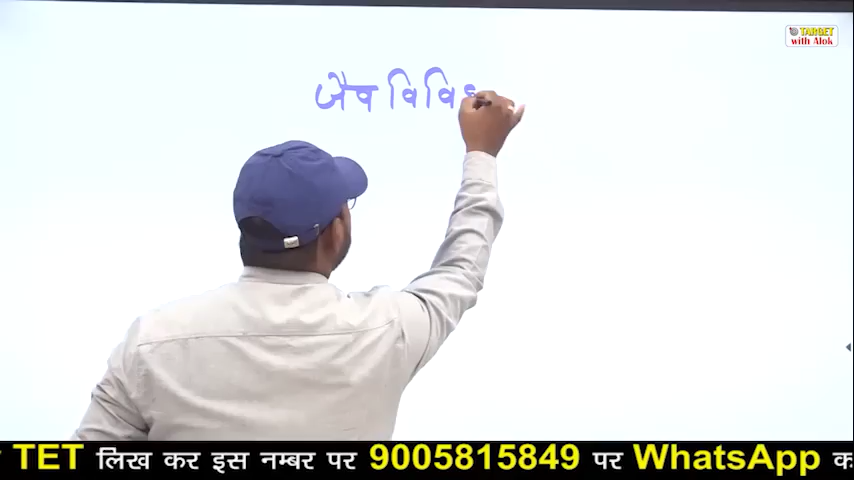 TARGET
with Alok
जैव विवि
TET लिख कर इस नम्बर पर 9005815849 पर WhatsApp क